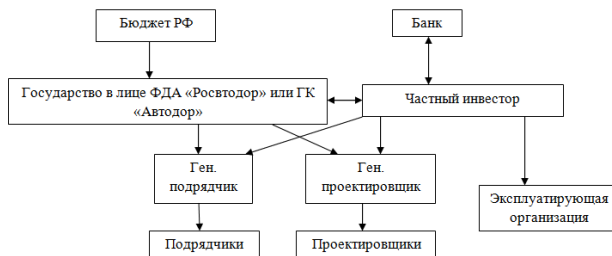 Бюджет РФ
Банк
Государство в лице ФДА «Росвтодор» или ГК
«Автодор»
Частный инвестор
Ген.
подрядчик
Ген.
проектировщик
Эксплуатирующая
организация
Подрядчики
Проектировщики